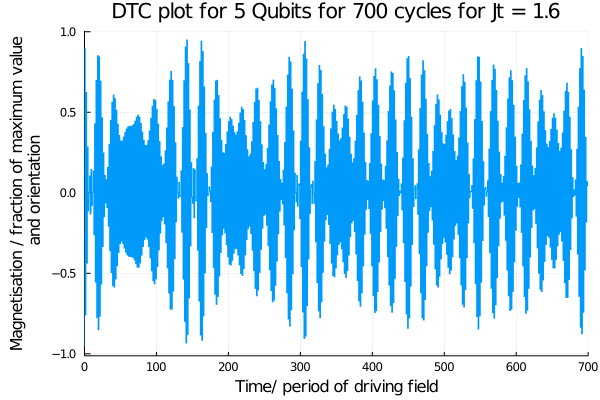 DTC plot for 5 Qubits for 700 cycles for Jt = 1.6
Magnetisation / fraction of maximum value
and orientation
1.0
0.5
0.0
−0.5
−1.0
0 100 200 300 400 500 600 700
Time/ period of driving field